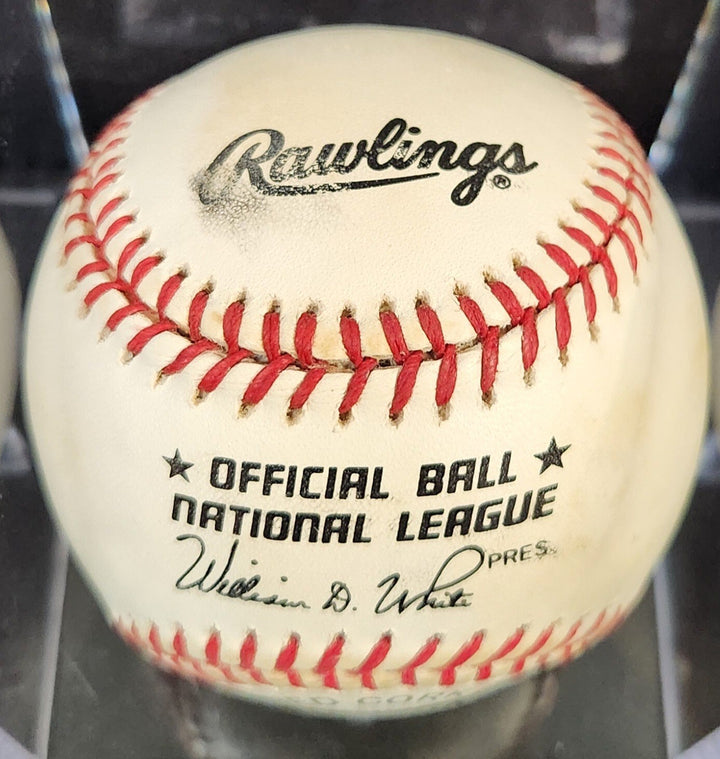 Rawlings®
★ OFFICIAL BALL ★
NATIONAL LEAGUE
PRES.
William D. White